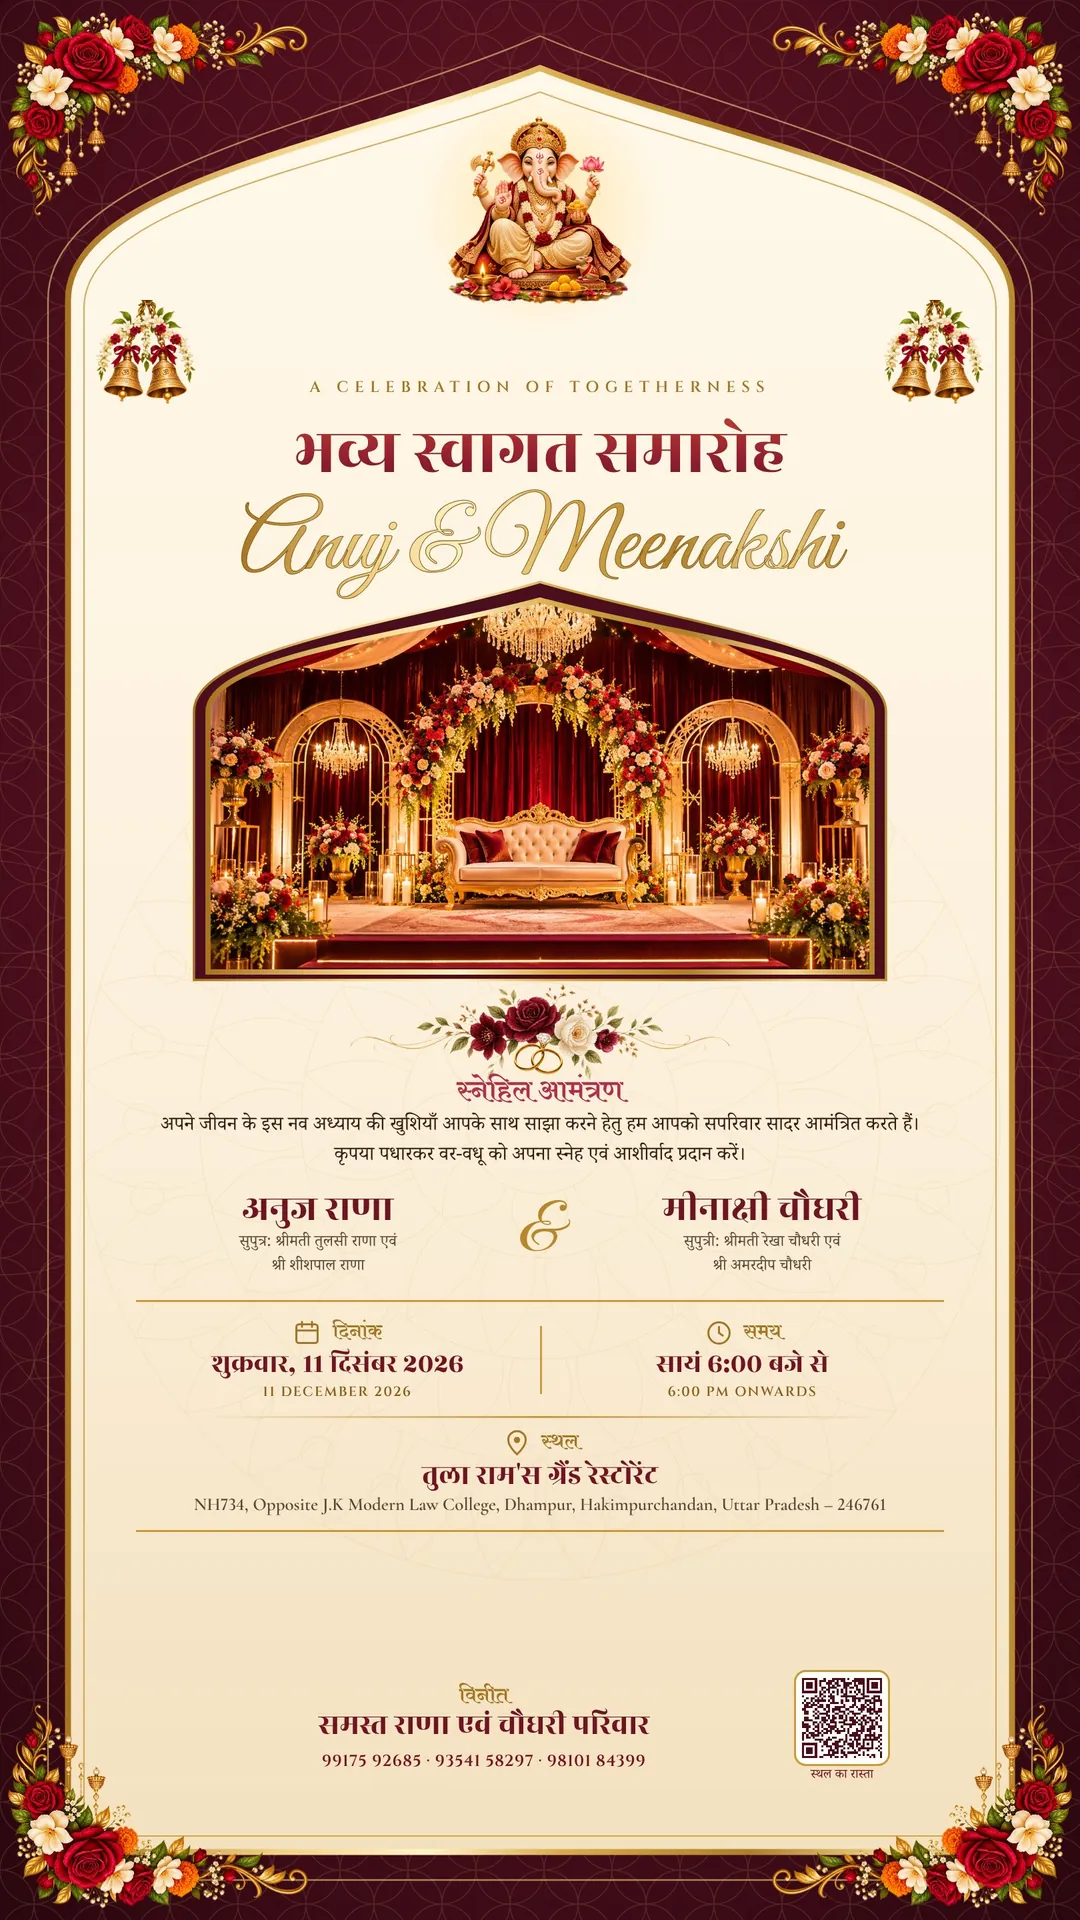 A CELEBRATION OF TOGETHERNESS
भव्य स्वागत समारोह
Anuj & Meenakshi
स्नेहिल आमंत्रण
अपने जीवन के इस नव अध्याय की खुशियाँ आपके साथ साझा करने हेतु हम आपको सपरिवार सादर आमंत्रित करते हैं।
कृपया पधारकर वर-वधू को अपना स्नेह एवं आशीर्वाद प्रदान करें।
अनुज राणा
सुपुत्र: श्रीमती तुलसी राणा एवं
श्री शीशपाल राणा
&
मीनाक्षी चौधरी
सुपुत्री: श्रीमती रेखा चौधरी एवं
श्री अमरदीप चौधरी
दिनांक
शुक्रवार, 11 दिसंबर 2026
11 DECEMBER 2026
समय
सायं 6:00 बजे से
6:00 PM ONWARDS
स्थल
तुला राम'स ग्रैंड रेस्टोरेंट
NH734, Opposite J.K Modern Law College, Dhampur, Hakimpurchandan, Uttar Pradesh – 246761
विनीत
समस्त राणा एवं चौधरी परिवार
99175 92685 · 93541 58297 · 98101 84399
स्थल का रास्ता